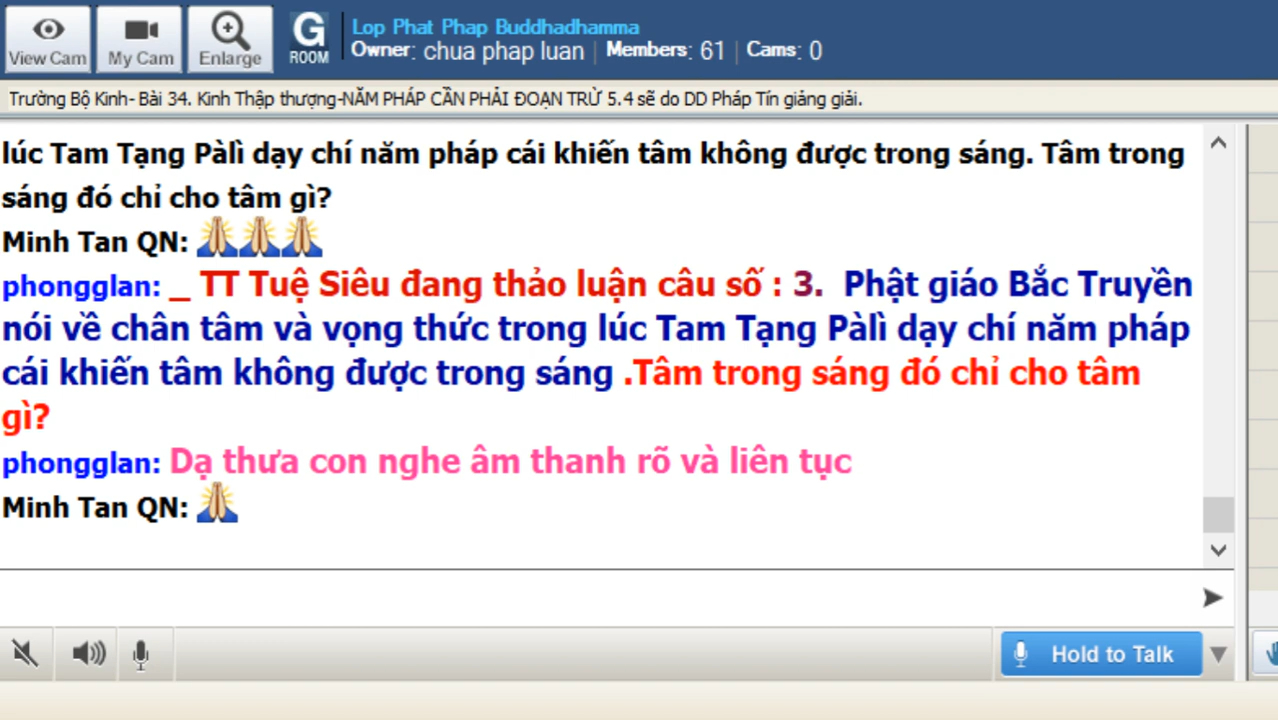 View Cam
My Cam
Enlarge
G ROOM
Lop Phat Phap Buddhadhamma
Owner: chua phap luan | Members: 61 | Cams: 0
Trường Bộ Kinh- Bài 34. Kinh Thập thượng-NĂM PHÁP CẦN PHẢI ĐOẠN TRỪ 5.4 sẽ do DD Pháp Tín giảng giải.
lúc Tam Tạng Pàlì dạy chí năm pháp cái khiến tâm không được trong sáng. Tâm trong
sáng đó chỉ cho tâm gì?
Minh Tan QN:
phongglan: _ TT Tuệ Siêu đang thảo luận câu số : 3. Phật giáo Bắc Truyền
nói về chân tâm và vọng thức trong lúc Tam Tạng Pàlì dạy chí năm pháp
cái khiến tâm không được trong sáng .Tâm trong sáng đó chỉ cho tâm
gì?
phongglan: Dạ thưa con nghe âm thanh rõ và liên tục
Minh Tan QN:
Hold to Talk